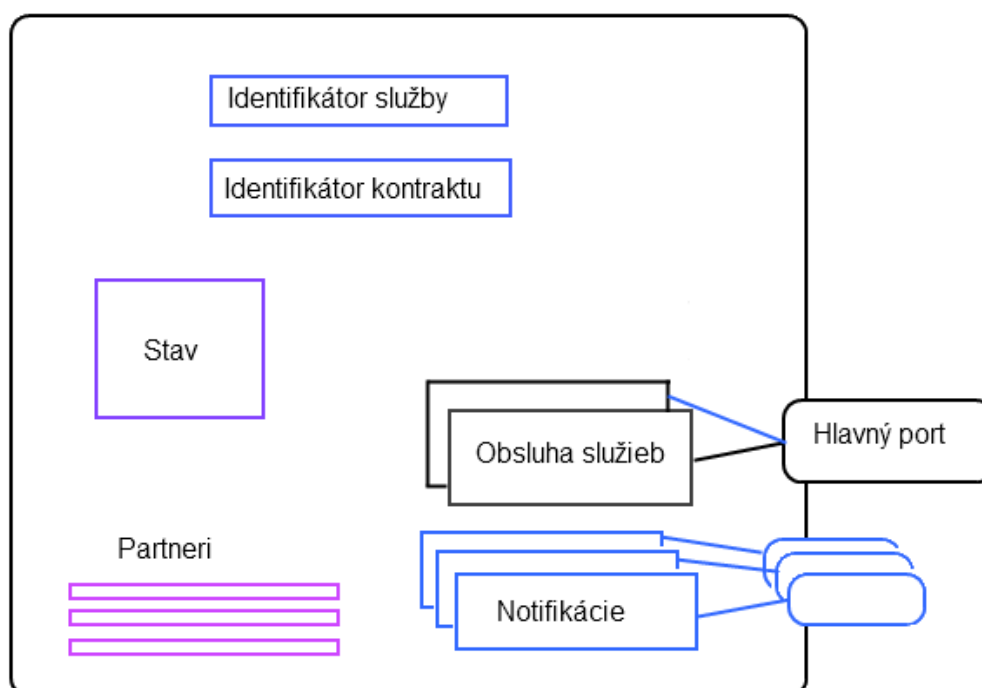 Identifikátor služby
Identifikátor kontraktu
Stav
Obsluha služieb
Hlavný port
Partneri
Notifikácie